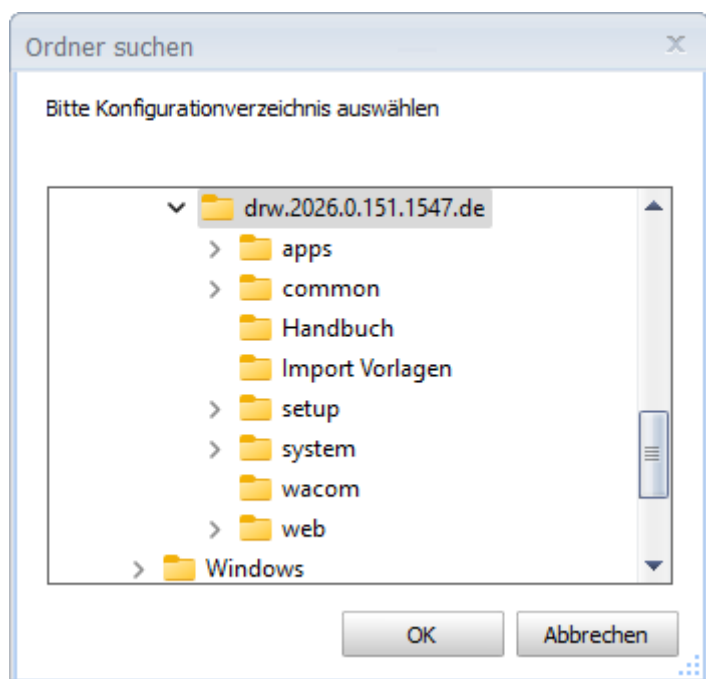 Ordner suchen
Bitte Konfigurationverzeichnis auswählen
drw.2026.0.151.1547.de
apps
common
Handbuch
Import Vorlagen
setup
system
wacom
web
Windows
OK
Abbrechen